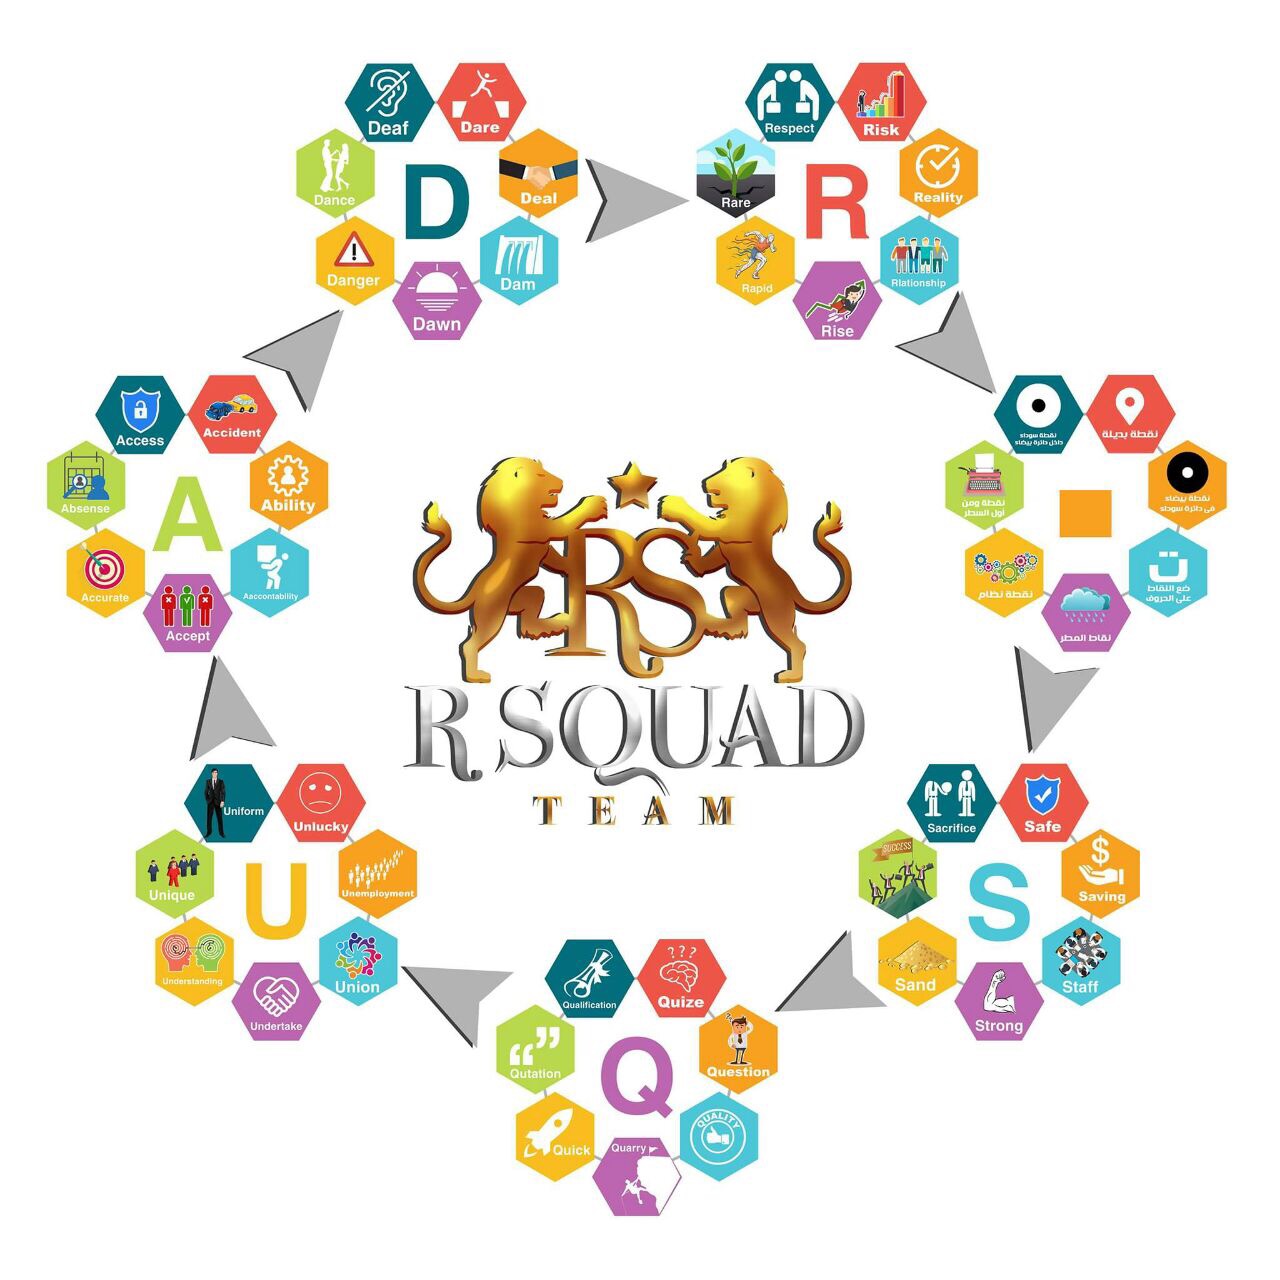 Deaf
Dare
Deal
Dam
Dawn
Danger
Dance
D
Respect
Risk
Reality
Rlationship
Rise
Rapid
Rare
R
نقطة سوداء
داخل دائرة بيضاء
نقطة بديلة
نقطة بيضاء
في دائرة سوداء
ت
ضع النقاط
على الحروف
نقاط المطر
نقطة نظام
نقطة ومن
أول السطر
Sacrifice
Safe
$
Saving
Staff
Strong
Sand
SUCCESS
S
Qualification
???
Quize
?
Question
QUALITY
Quarry
Quick
Qutation
Q
Uniform
Unlucky
Unemployment
Union
Undertake
Understanding
Unique
U
Access
Accident
Ability
Aaccontability
Accept
Accurate
Absense
A
RS
R SQUAD
TEAM